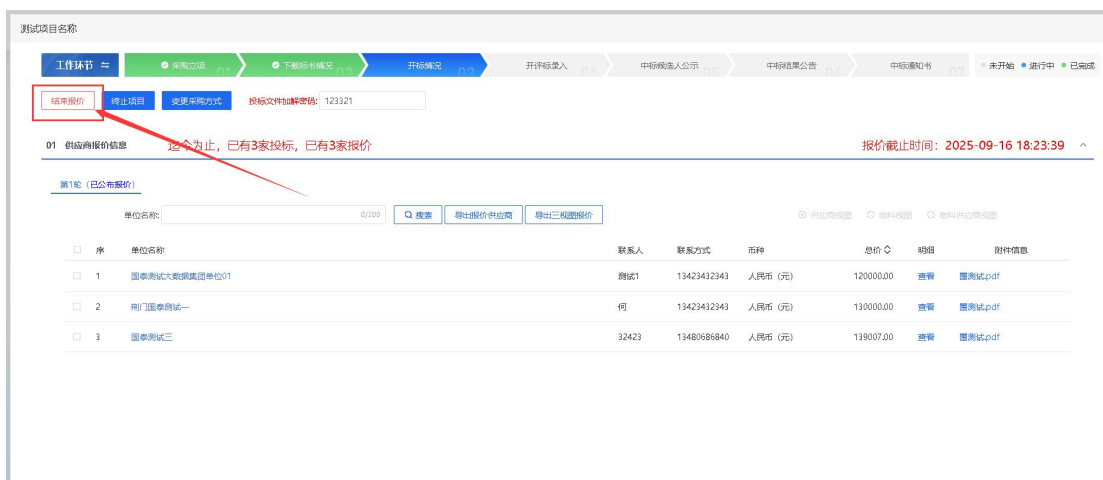 测试项目名称
工作环节 采购立项 01 下载标书情况 02 开标情况 03 开评标录入 04 中标候选人公示 05 中标结果公告 06 中标通知书 07 未开始 进行中 已完成
结束报价 终止项目 变更采购方式 投标文件加解密码: 123321
01 供应商报价信息 迄今为止，已有3家投标，已有3家报价 报价截止时间：2025-09-16 18:23:39
第1轮（已公布报价）
单位名称: 0/200 搜索 导出报价供应商 导出三视图报价 供应商视图 物料视图 物料供应商视图
序 单位名称 联系人 联系方式 币种 总价 明细 附件信息
1 国泰测试大数据集团单位01 测试1 13423432343 人民币（元） 120000.00 查看 测试.pdf
2 荆门国泰测试一 何 13423432343 人民币（元） 130000.00 查看 测试.pdf
3 国泰测试三 32423 13480686840 人民币（元） 139007.00 查看 测试.pdf